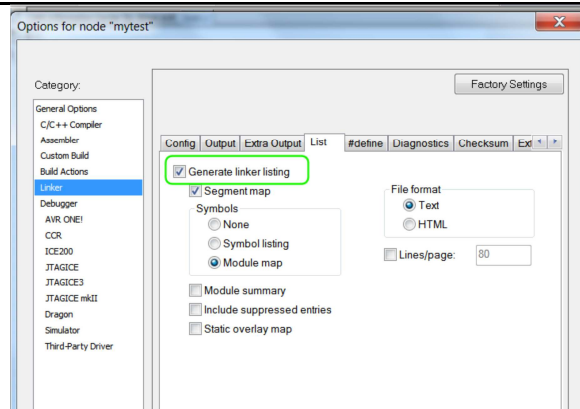 Options for node "mytest"
X
Category:
Factory Settings
General Options
C/C++ Compiler
Assembler
Custom Build
Build Actions
Linker
Debugger
AVR ONE!
CCR
ICE200
JTAGICE
JTAGICE3
JTAGICE mkII
Dragon
Simulator
Third-Party Driver
Config Output Extra Output List #define Diagnostics Checksum Ext
Generate linker listing
Segment map
Symbols
None
Symbol listing
Module map
Module summary
Include suppressed entries
Static overlay map
File format
Text
HTML
Lines/page: 80